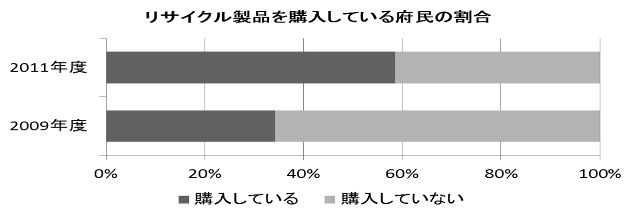 リサイクル製品を購入している府民の割合
2011年度
2009年度
0% 20% 40% 60% 80% 100%
購入している 購入していない